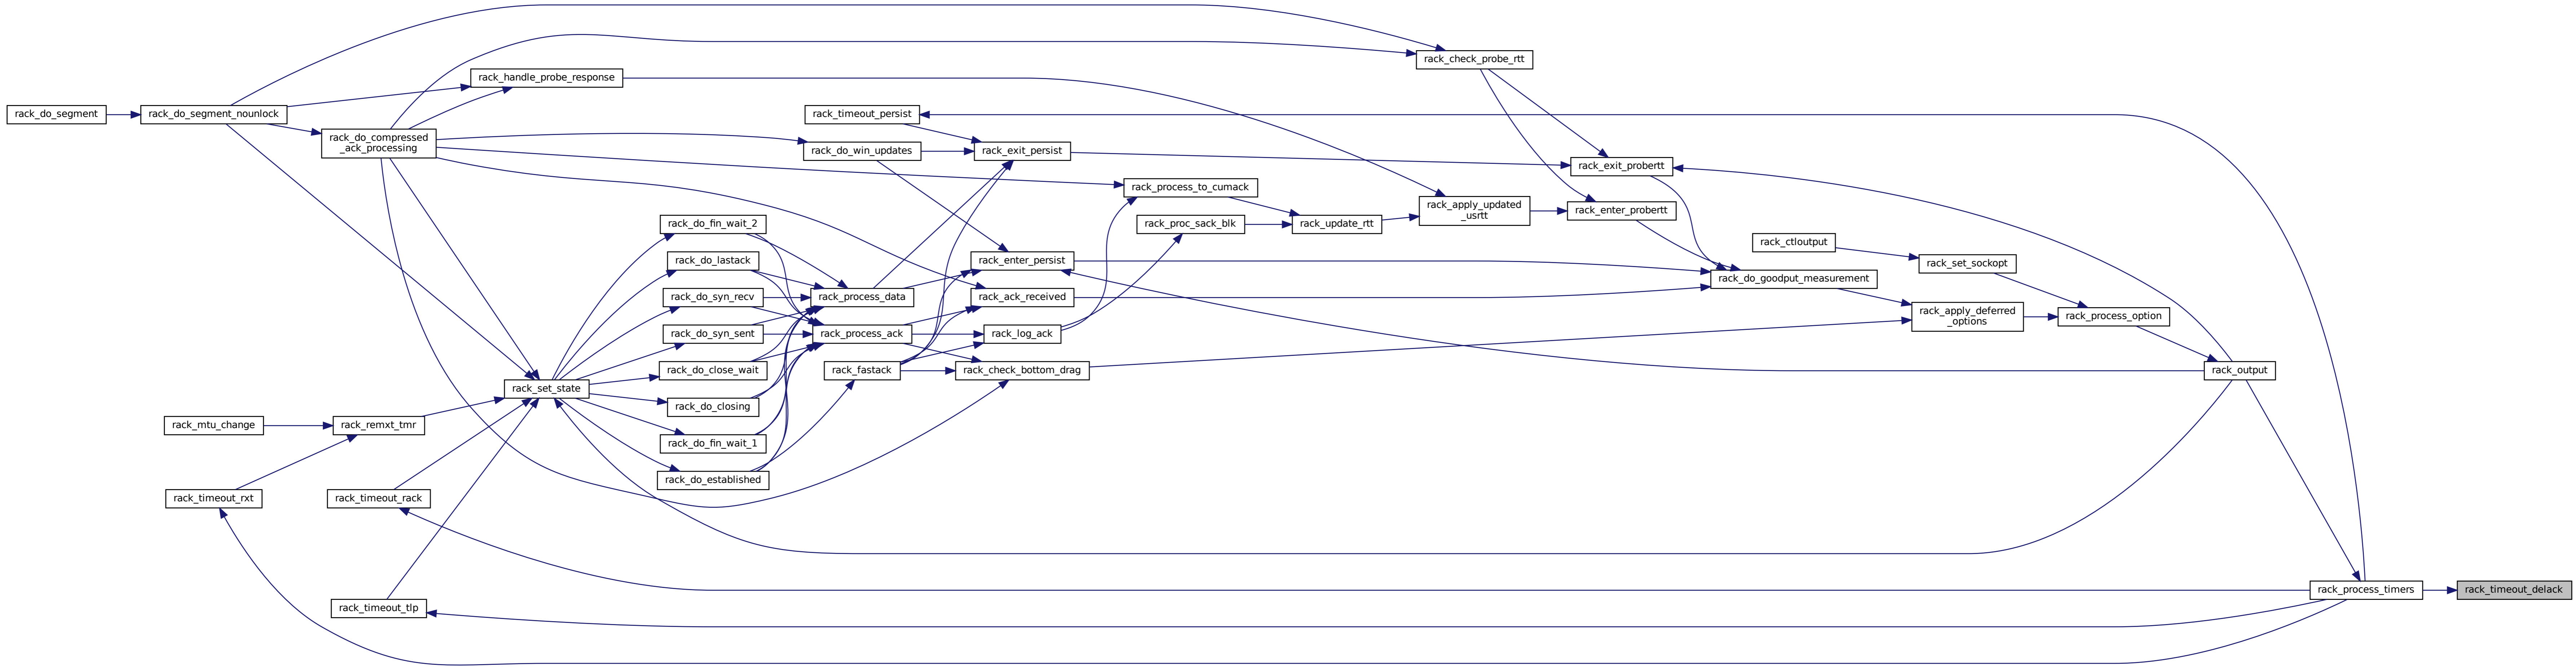 rack_check_probe_rtt
rack_handle_probe_response
rack_do_segment
rack_do_segment_nounlock
rack_timeout_persist
rack_do_compressed
_ack_processing
rack_do_win_updates
rack_exit_persist
rack_exit_probertt
rack_process_to_cumack
rack_apply_updated
_usrtt
rack_enter_probertt
rack_do_fin_wait_2
rack_proc_sack_blk
rack_update_rtt
rack_ctloutput
rack_do_lastack
rack_enter_persist
rack_set_sockopt
rack_do_goodput_measurement
rack_do_syn_recv
rack_process_data
rack_ack_received
rack_apply_deferred
_options
rack_process_option
rack_do_syn_sent
rack_process_ack
rack_log_ack
rack_do_close_wait
rack_fastack
rack_check_bottom_drag
rack_output
rack_set_state
rack_do_closing
rack_mtu_change
rack_remxt_tmr
rack_do_fin_wait_1
rack_do_established
rack_timeout_rxt
rack_timeout_rack
rack_process_timers
rack_timeout_delack
rack_timeout_tlp